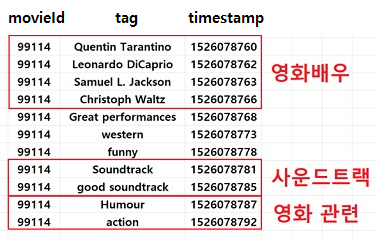 movieId tag timestamp
99114 Quentin Tarantino 1526078760
99114 Leonardo DiCaprio 1526078762
영화배우
99114 Samuel L. Jackson 1526078763
99114 Christoph Waltz 1526078766
99114 Great performances 1526078768
99114 western 1526078773
99114 funny 1526078778
99114 Soundtrack 1526078781
사운드트랙
99114 good soundtrack 1526078785
99114 Humour 1526078787
영화 관련
99114 action 1526078792